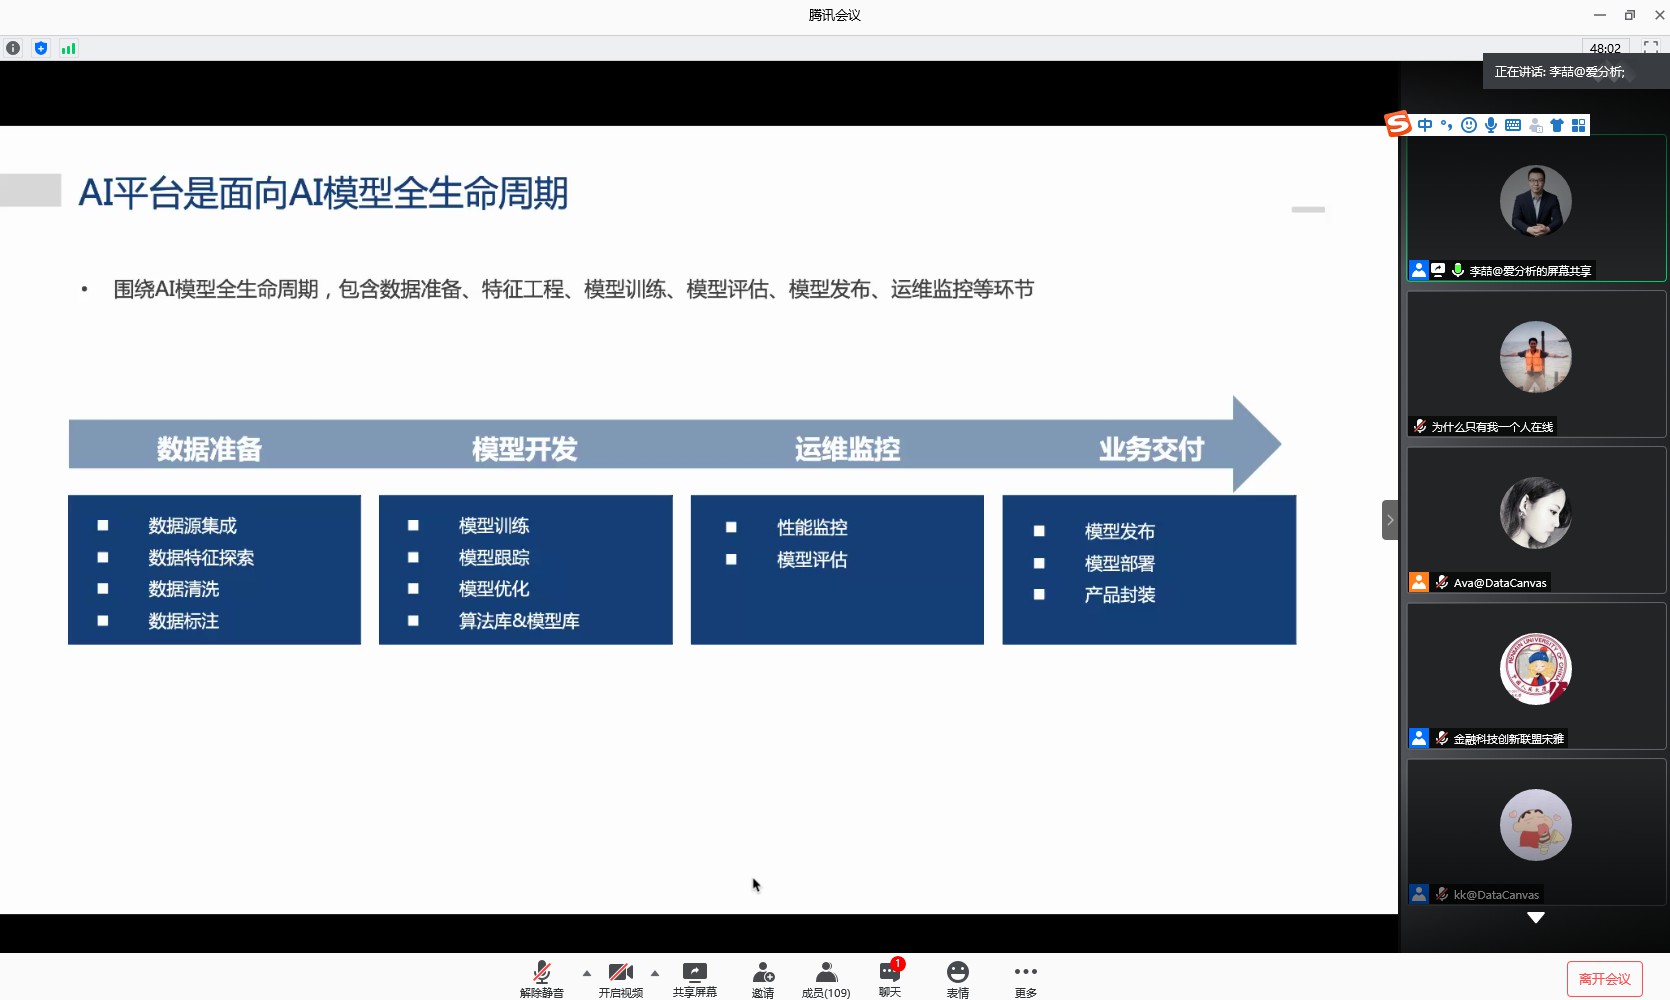 腾讯会议
48:02
正在讲话: 李喆@爱分析;
中
AI平台是面向AI模型全生命周期
• 围绕AI模型全生命周期，包含数据准备、特征工程、模型训练、模型评估、模型发布、运维监控等环节
数据准备
模型开发
运维监控
业务交付
数据源集成
数据特征探索
数据清洗
数据标注
模型训练
模型跟踪
模型优化
算法库&模型库
性能监控
模型评估
模型发布
模型部署
产品封装
李喆@爱分析的屏幕共享
为什么只有我一个人在线
Ava@DataCanvas
金融科技创新联盟宋雅
kk@DataCanvas
解除静音
开启视频
共享屏幕
邀请
成员(109)
1
聊天
表情
更多
离开会议